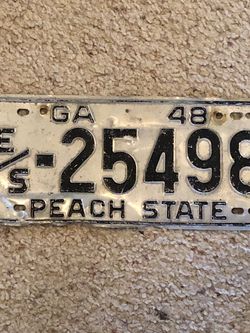 GA 48
E/S-25498
PEACH STATE